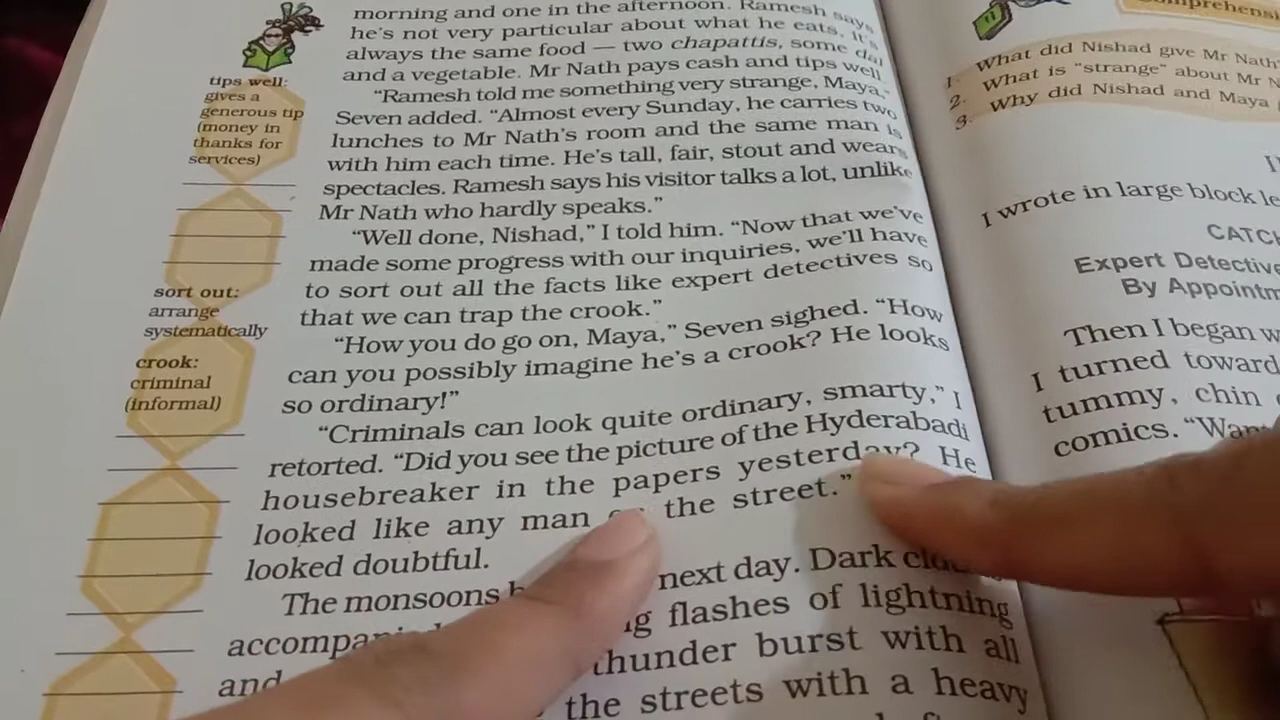 morning and one in the afternoon. Ramesh says
he's not very particular about what he eats. It's
always the same food — two chapattis, some dal
and a vegetable. Mr Nath pays cash and tips well.
"Ramesh told me something very strange, Maya,"
Seven added. "Almost every Sunday, he carries two
lunches to Mr Nath's room and the same man is
with him each time. He's tall, fair, stout and wears
spectacles. Ramesh says his visitor talks a lot, unlike
Mr Nath who hardly speaks."
"Well done, Nishad," I told him. "Now that we've
made some progress with our inquiries, we'll have
to sort out all the facts like expert detectives so
that we can trap the crook."
"How you do go on, Maya," Seven sighed. "How
can you possibly imagine he's a crook? He looks
so ordinary!"
"Criminals can look quite ordinary, smarty," I
retorted. "Did you see the picture of the Hyderabadi
housebreaker in the papers yesterday? He
looked like any man the street."
looked doubtful.
The monsoons next day. Dark
flashes of lightning
and thunder burst with all
the streets with a heavy
tips well:
gives a
generous tip
(money in
thanks for
services)
sort out:
arrange
systematically
crook:
criminal
(informal)
1. What did Nishad give Mr Nath
2. What is "strange" about Mr
3. Why did Nishad and Maya
I wrote in large block
Expert
By
Then I began
I turned
tummy, chin
comics.